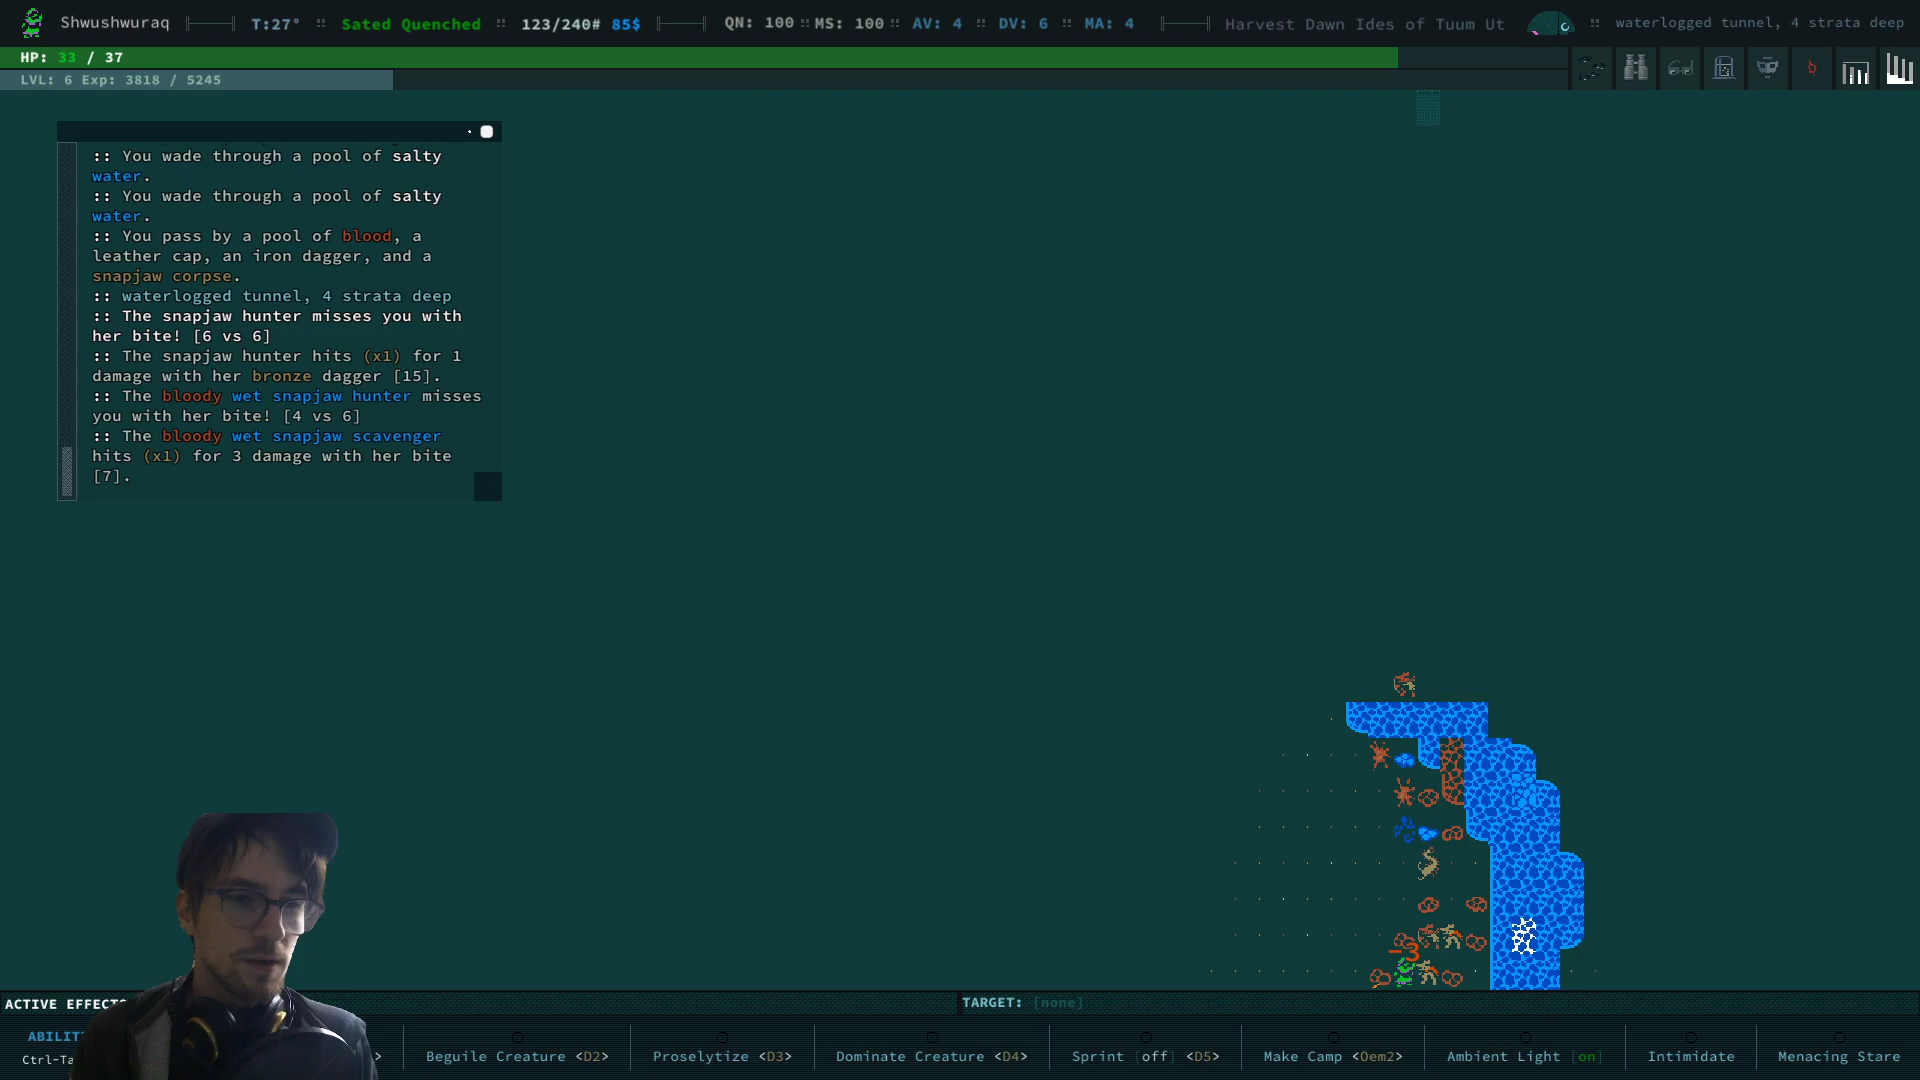 Shwushwuraq T:27° Sated Quenched 123/240# 85$ QN: 100 MS: 100 AV: 4 DV: 6 MA: 4 Harvest Dawn Ides of Tuum Ut waterlogged tunnel, 4 strata deep
HP: 33 / 37
LVL: 6 Exp: 3818 / 5245
:: You wade through a pool of salty
water.
:: You wade through a pool of salty
water.
:: You pass by a pool of blood, a
leather cap, an iron dagger, and a
snapjaw corpse.
:: waterlogged tunnel, 4 strata deep
:: The snapjaw hunter misses you with
her bite! [6 vs 6]
:: The snapjaw hunter hits (x1) for 1
damage with her bronze dagger [15].
:: The bloody wet snapjaw hunter misses
you with her bite! [4 vs 6]
:: The bloody wet snapjaw scavenger
hits (x1) for 3 damage with her bite
[7].
-3
ACTIVE EFFECTS TARGET: [none]
ABILIT
Ctrl-Ta > Beguile Creature <D2> Proselytize <D3> Dominate Creature <D4> Sprint [off] <D5> Make Camp <Oem2> Ambient Light [on] Intimidate Menacing Stare